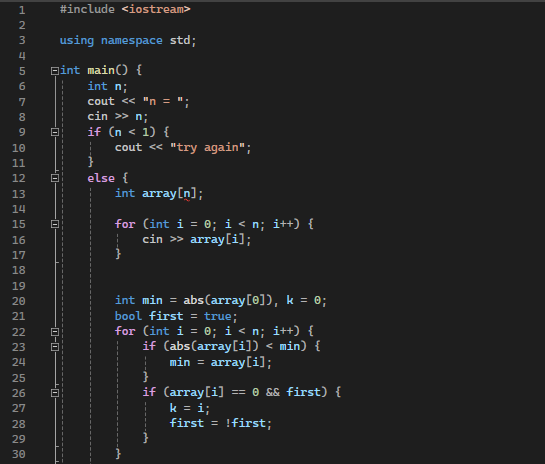 1 #include <iostream>
2
3 using namespace std;
4
5 int main() {
6 int n;
7 cout << "n = ";
8 cin >> n;
9 if (n < 1) {
10 cout << "try again";
11 }
12 else {
13 int array[n];
14
15 for (int i = 0; i < n; i++) {
16 cin >> array[i];
17 }
18
19
20 int min = abs(array[0]), k = 0;
21 bool first = true;
22 for (int i = 0; i < n; i++) {
23 if (abs(array[i]) < min) {
24 min = array[i];
25 }
26 if (array[i] == 0 && first) {
27 k = i;
28 first = !first;
29 }
30 }